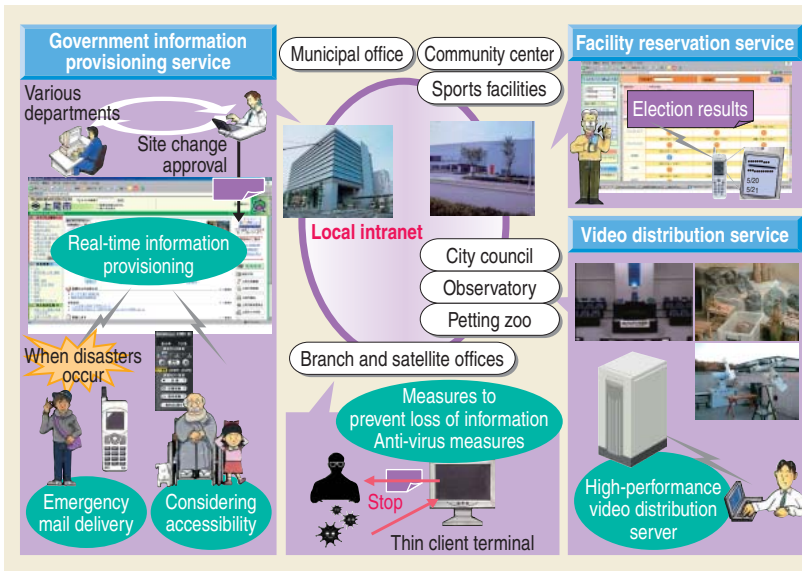 Government information
provisioning service
Various
departments
Site change
approval
上尾市
Real-time information
provisioning
When disasters
occur
Emergency
mail delivery
Considering
accessibility
Municipal office
Community center
Sports facilities
Local intranet
City council
Observatory
Petting zoo
Branch and satellite offices
Measures to
prevent loss of information
Anti-virus measures
Stop
Thin client terminal
Facility reservation service
Election results
5/20
5/21
Video distribution service
High-performance
video distribution
server